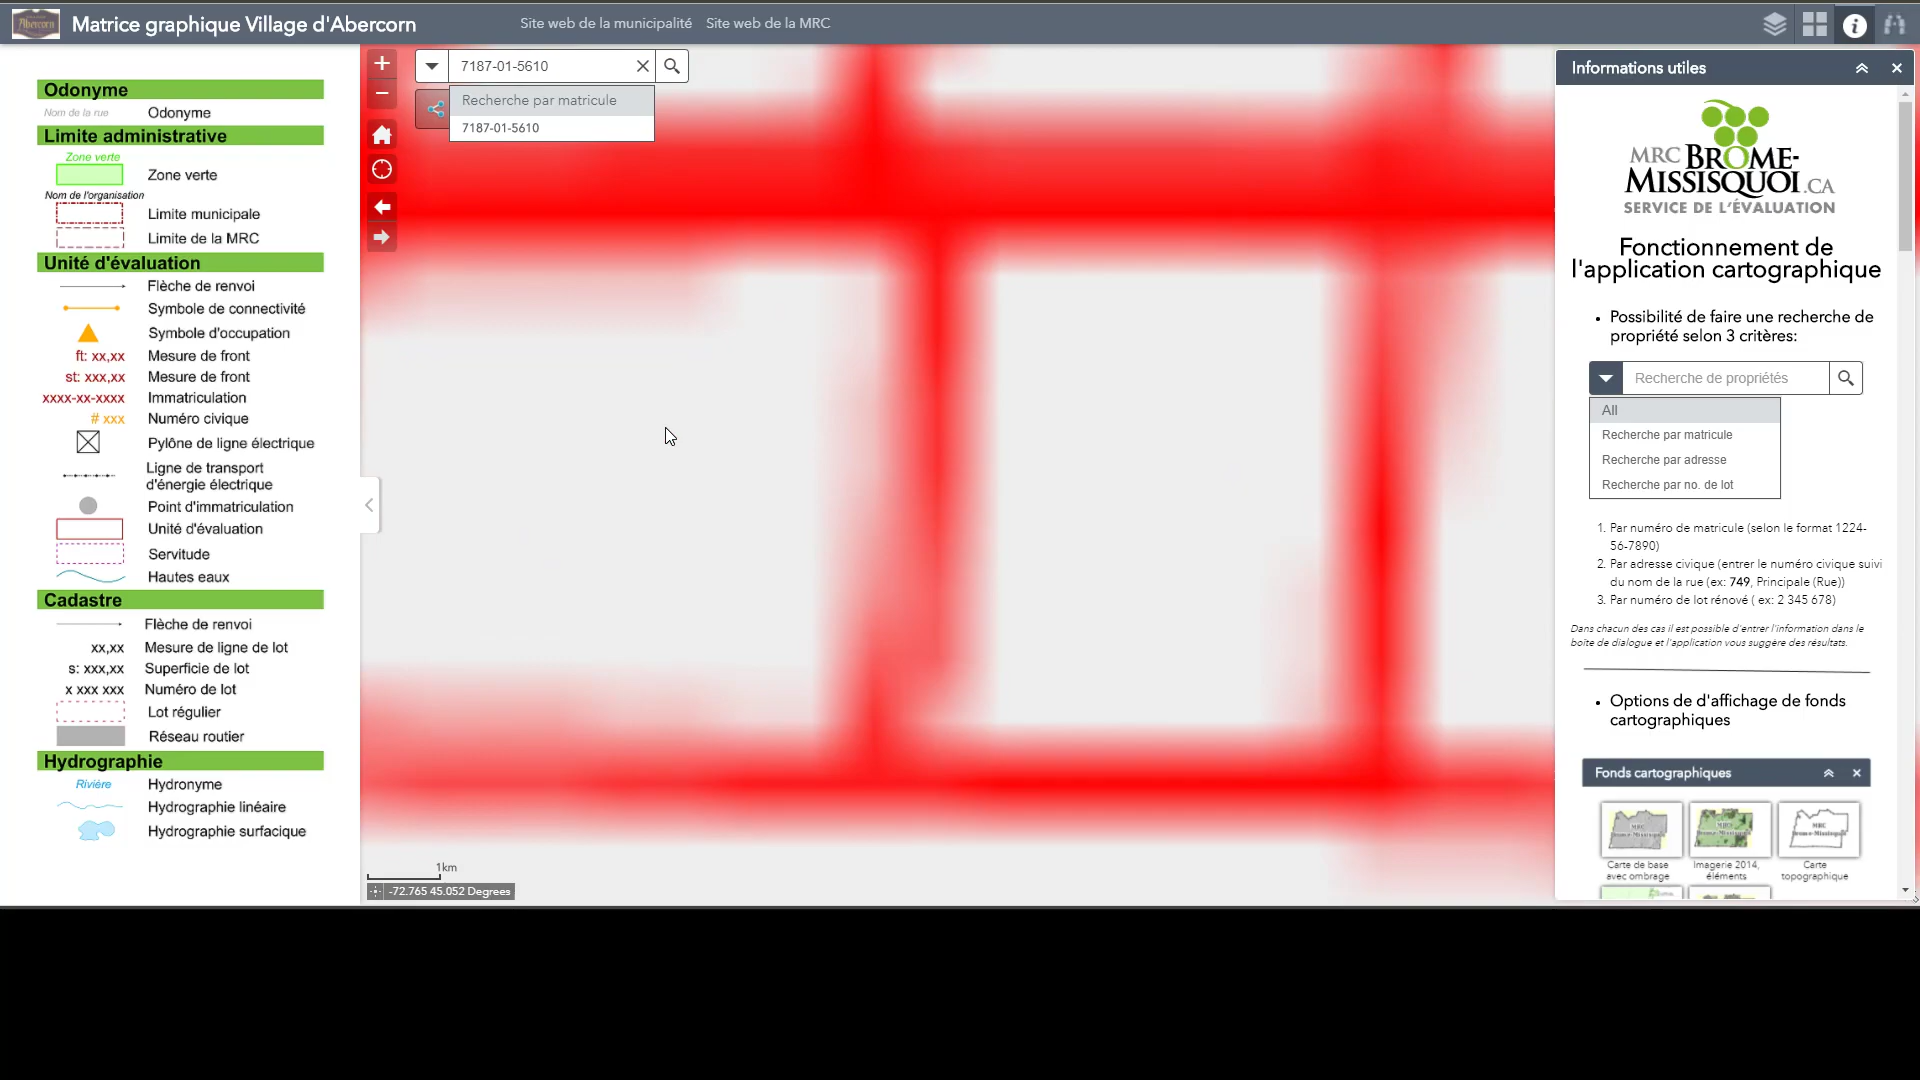 Abercorn
Matrice graphique Village d'Abercorn
Site web de la municipalité
Site web de la MRC
Odonyme
Nom de la rue
Odonyme
Limite administrative
Zone verte
Zone verte
Nom de l'organisation
Limite municipale
Limite de la MRC
Unité d'évaluation
Flèche de renvoi
Symbole de connectivité
Symbole d'occupation
ft: xx,xx
Mesure de front
st: xxx,xx
Mesure de front
xxxx-xx-xxxx
Immatriculation
# xxx
Numéro civique
Pylône de ligne électrique
Ligne de transport
d'énergie électrique
Point d'immatriculation
Unité d'évaluation
Servitude
Hautes eaux
Cadastre
Flèche de renvoi
xx,xx
Mesure de ligne de lot
s: xxx,xx
Superficie de lot
x xxx xxx
Numéro de lot
Lot régulier
Réseau routier
Hydrographie
Rivière
Hydronyme
Hydrographie linéaire
Hydrographie surfacique
7187-01-5610
Recherche par matricule
7187-01-5610
1km
-72.765 45.052 Degrees
Informations utiles
MRC BROME-
MISSISQUOI.CA
SERVICE DE L'ÉVALUATION
Fonctionnement de
l'application cartographique
• Possibilité de faire une recherche de
propriété selon 3 critères:
Recherche de propriétés
All
Recherche par matricule
Recherche par adresse
Recherche par no. de lot
1. Par numéro de matricule (selon le format 1224-
56-7890)
2. Par adresse civique (entrer le numéro civique suivi
du nom de la rue (ex: 749, Principale (Rue))
3. Par numéro de lot rénové ( ex: 2 345 678)
Dans chacun des cas il est possible d'entrer l'information dans le
boîte de dialogue et l'application vous suggère des résultats.
• Options de d'affichage de fonds
cartographiques
Fonds cartographiques
MRC
Brome-Missisquoi
MRC
Brome-Missisquoi
MRC
Brome-Missisquoi
Carte de base
avec ombrage
Imagerie 2014,
éléments
Carte
topographique